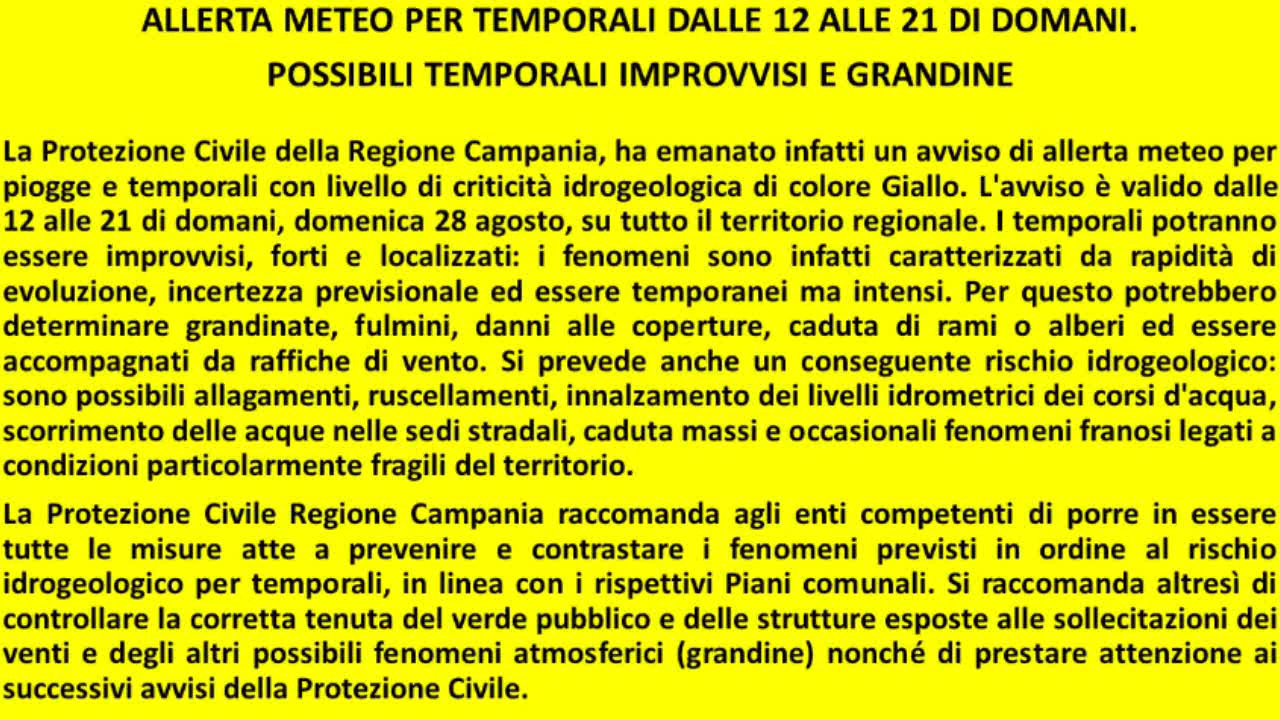 ALLERTA METEO PER TEMPORALI DALLE 12 ALLE 21 DI DOMANI.
POSSIBILI TEMPORALI IMPROVVISI E GRANDINE
La Protezione Civile della Regione Campania, ha emanato infatti un avviso di allerta meteo per
piogge e temporali con livello di criticità idrogeologica di colore Giallo. L'avviso è valido dalle
12 alle 21 di domani, domenica 28 agosto, su tutto il territorio regionale. I temporali potranno
essere improvvisi, forti e localizzati: i fenomeni sono infatti caratterizzati da rapidità di
evoluzione, incertezza previsionale ed essere temporanei ma intensi. Per questo potrebbero
determinare grandinate, fulmini, danni alle coperture, caduta di rami o alberi ed essere
accompagnati da raffiche di vento. Si prevede anche un conseguente rischio idrogeologico:
sono possibili allagamenti, ruscellamenti, innalzamento dei livelli idrometrici dei corsi d'acqua,
scorrimento delle acque nelle sedi stradali, caduta massi e occasionali fenomeni franosi legati a
condizioni particolarmente fragili del territorio.
La Protezione Civile Regione Campania raccomanda agli enti competenti di porre in essere
tutte le misure atte a prevenire e contrastare i fenomeni previsti in ordine al rischio
idrogeologico per temporali, in linea con i rispettivi Piani comunali. Si raccomanda altresì di
controllare la corretta tenuta del verde pubblico e delle strutture esposte alle sollecitazioni dei
venti e degli altri possibili fenomeni atmosferici (grandine) nonché di prestare attenzione ai
successivi avvisi della Protezione Civile.